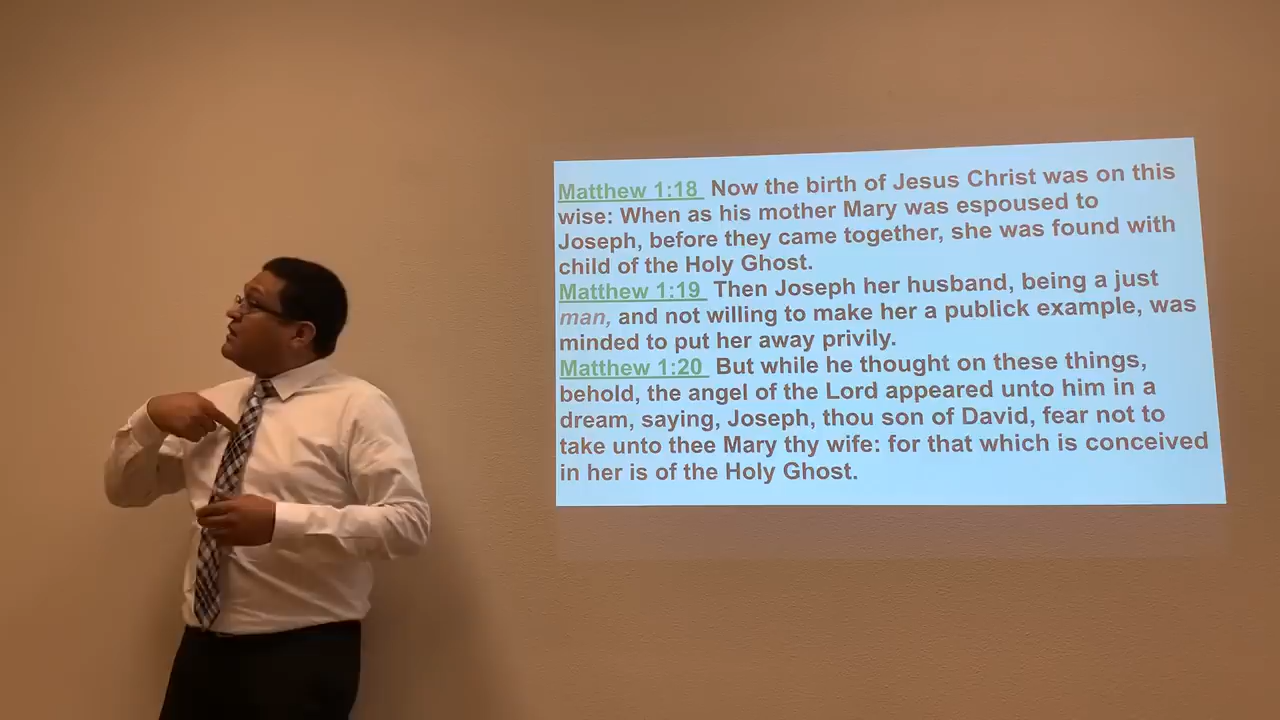 Matthew 1:18 Now the birth of Jesus Christ was on this
wise: When as his mother Mary was espoused to
Joseph, before they came together, she was found with
child of the Holy Ghost.
Matthew 1:19 Then Joseph her husband, being a just
man, and not willing to make her a publick example, was
minded to put her away privily.
Matthew 1:20 But while he thought on these things,
behold, the angel of the Lord appeared unto him in a
dream, saying, Joseph, thou son of David, fear not to
take unto thee Mary thy wife: for that which is conceived
in her is of the Holy Ghost.